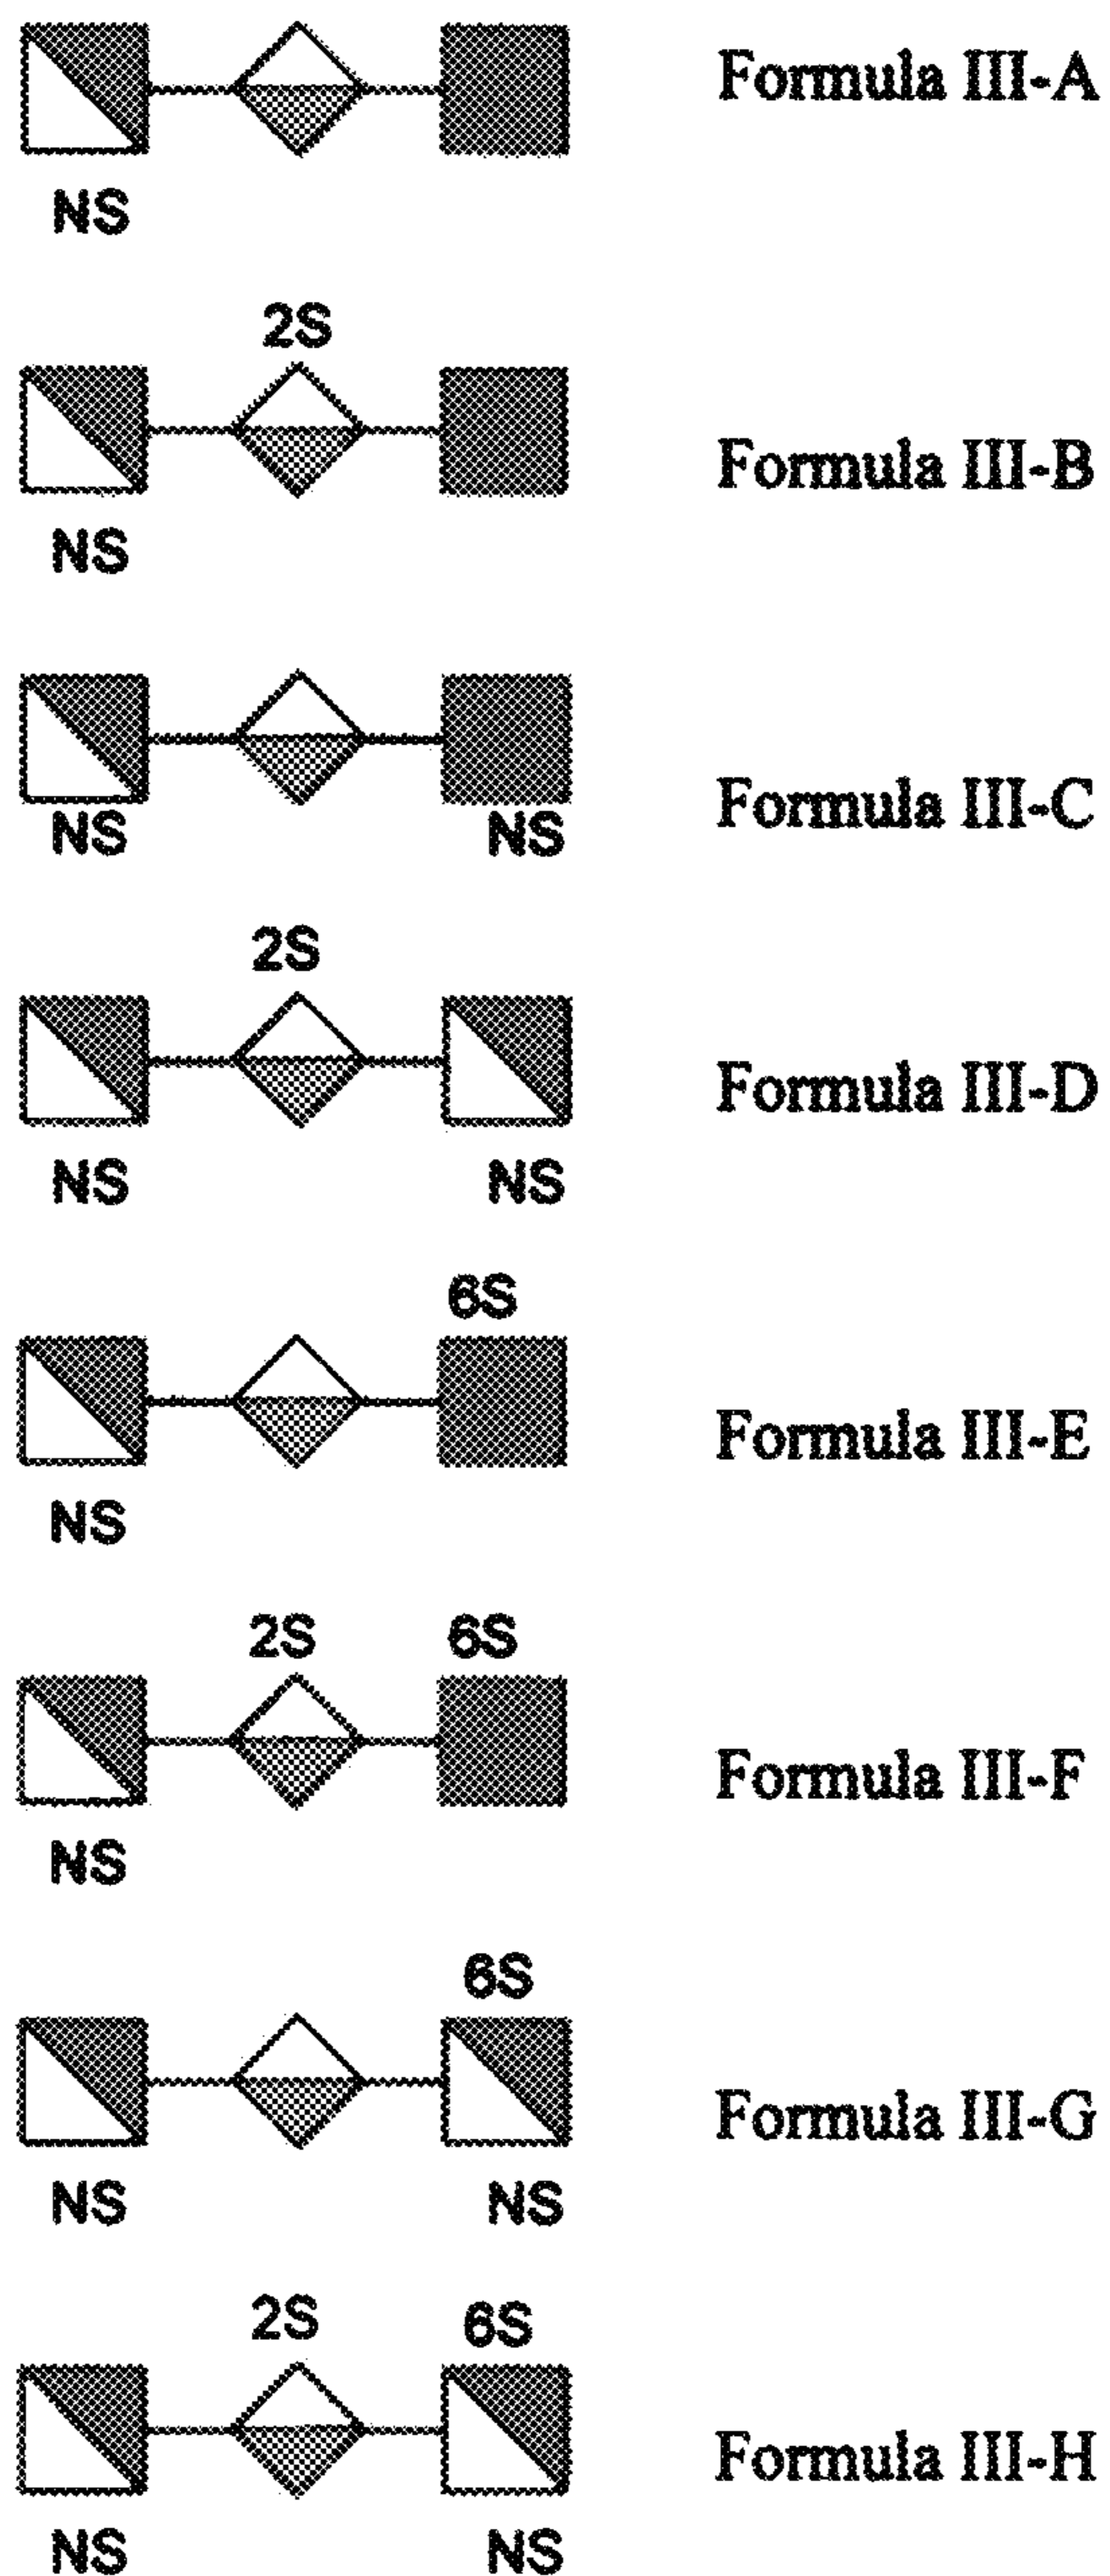 Formula III-A
NS
2S
Formula III-B
NS
Formula III-C
NS NS
2S
Formula III-D
NS NS
6S
Formula III-E
NS
2S 6S
Formula III-F
NS
6S
Formula III-G
NS NS
2S 6S
Formula III-H
NS NS